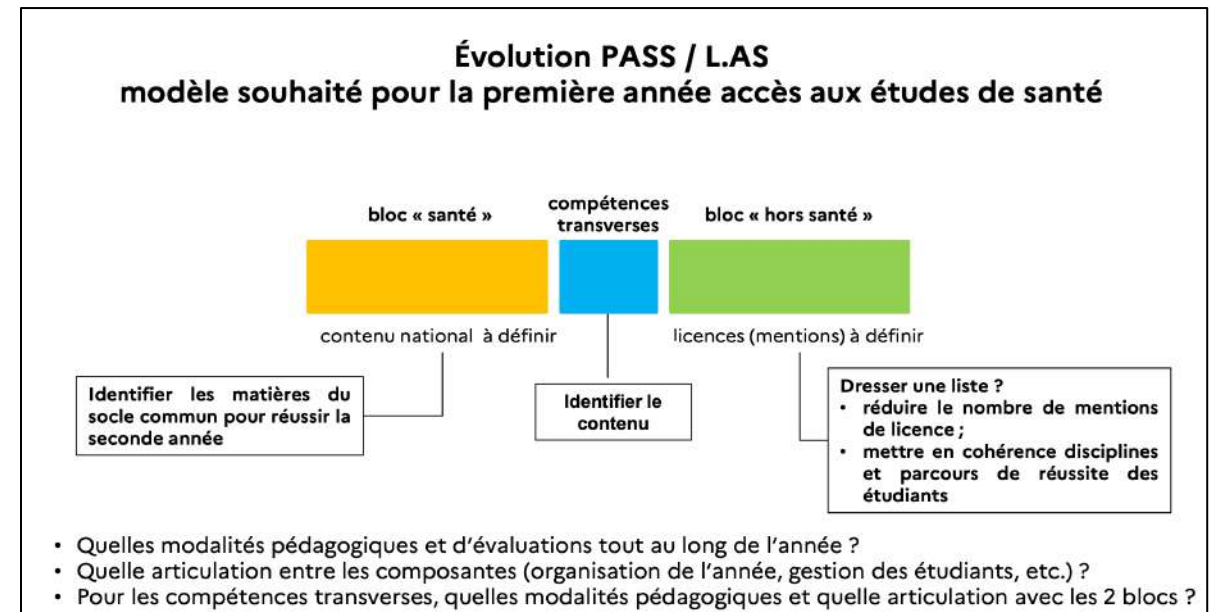 Évolution PASS / L.AS
modèle souhaité pour la première année accès aux études de santé
bloc « santé »
compétences
transverses
bloc « hors santé »
contenu national à définir
licences (mentions) à définir
Identifier les matières du
socle commun pour réussir la
seconde année
Identifier le
contenu
Dresser une liste ?
• réduire le nombre de mentions
de licence ;
• mettre en cohérence disciplines
et parcours de réussite des
étudiants
• Quelles modalités pédagogiques et d'évaluations tout au long de l'année ?
• Quelle articulation entre les composantes (organisation de l'année, gestion des étudiants, etc.) ?
• Pour les compétences transverses, quelles modalités pédagogiques et quelle articulation avec les 2 blocs ?